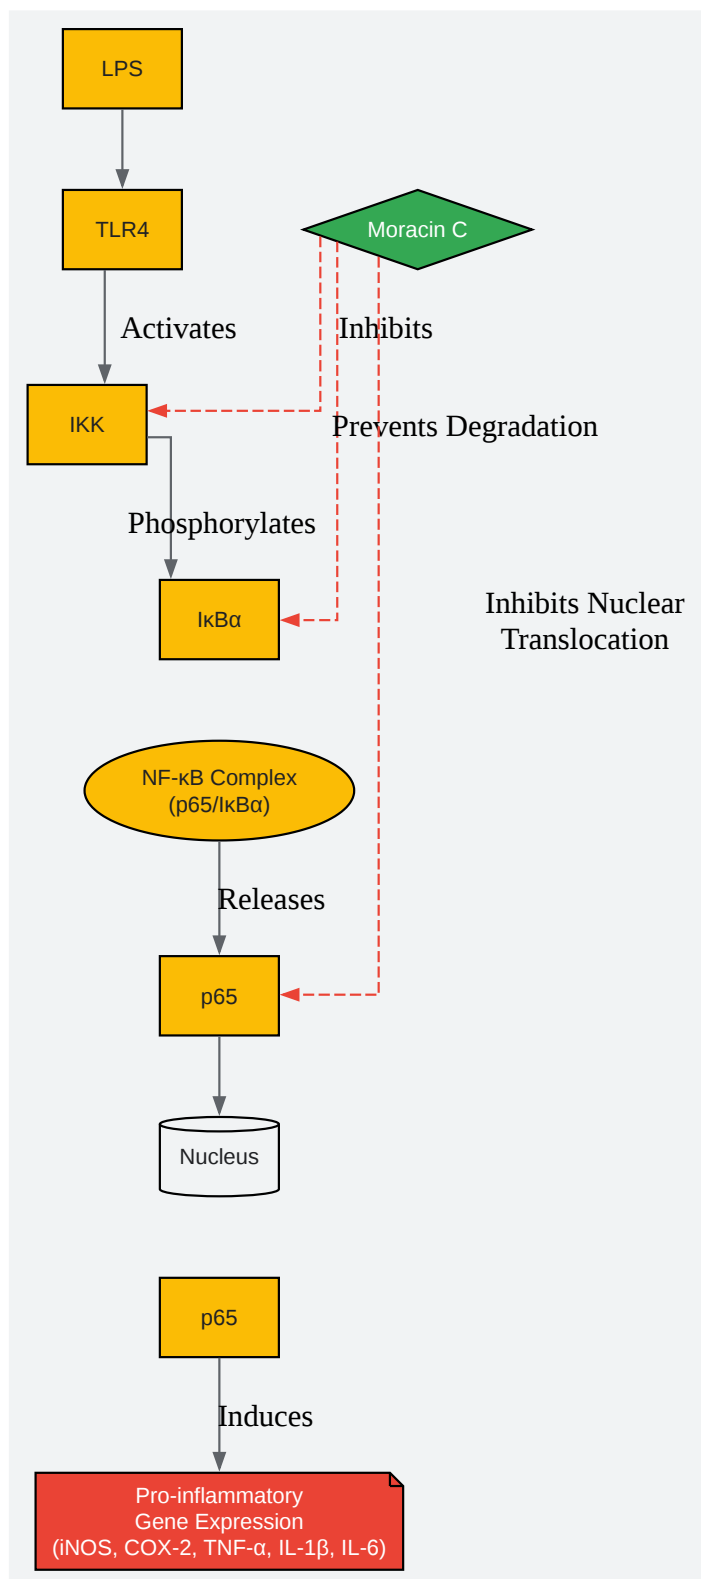 LPS
TLR4
Moracin C
Activates
Inhibits
IKK
Prevents Degradation
Phosphorylates
IκBα
Inhibits Nuclear
Translocation
NF-κB Complex
(p65/IκBα)
Releases
p65
Nucleus
p65
Induces
Pro-inflammatory
Gene Expression
(iNOS, COX-2, TNF-α, IL-1β, IL-6)